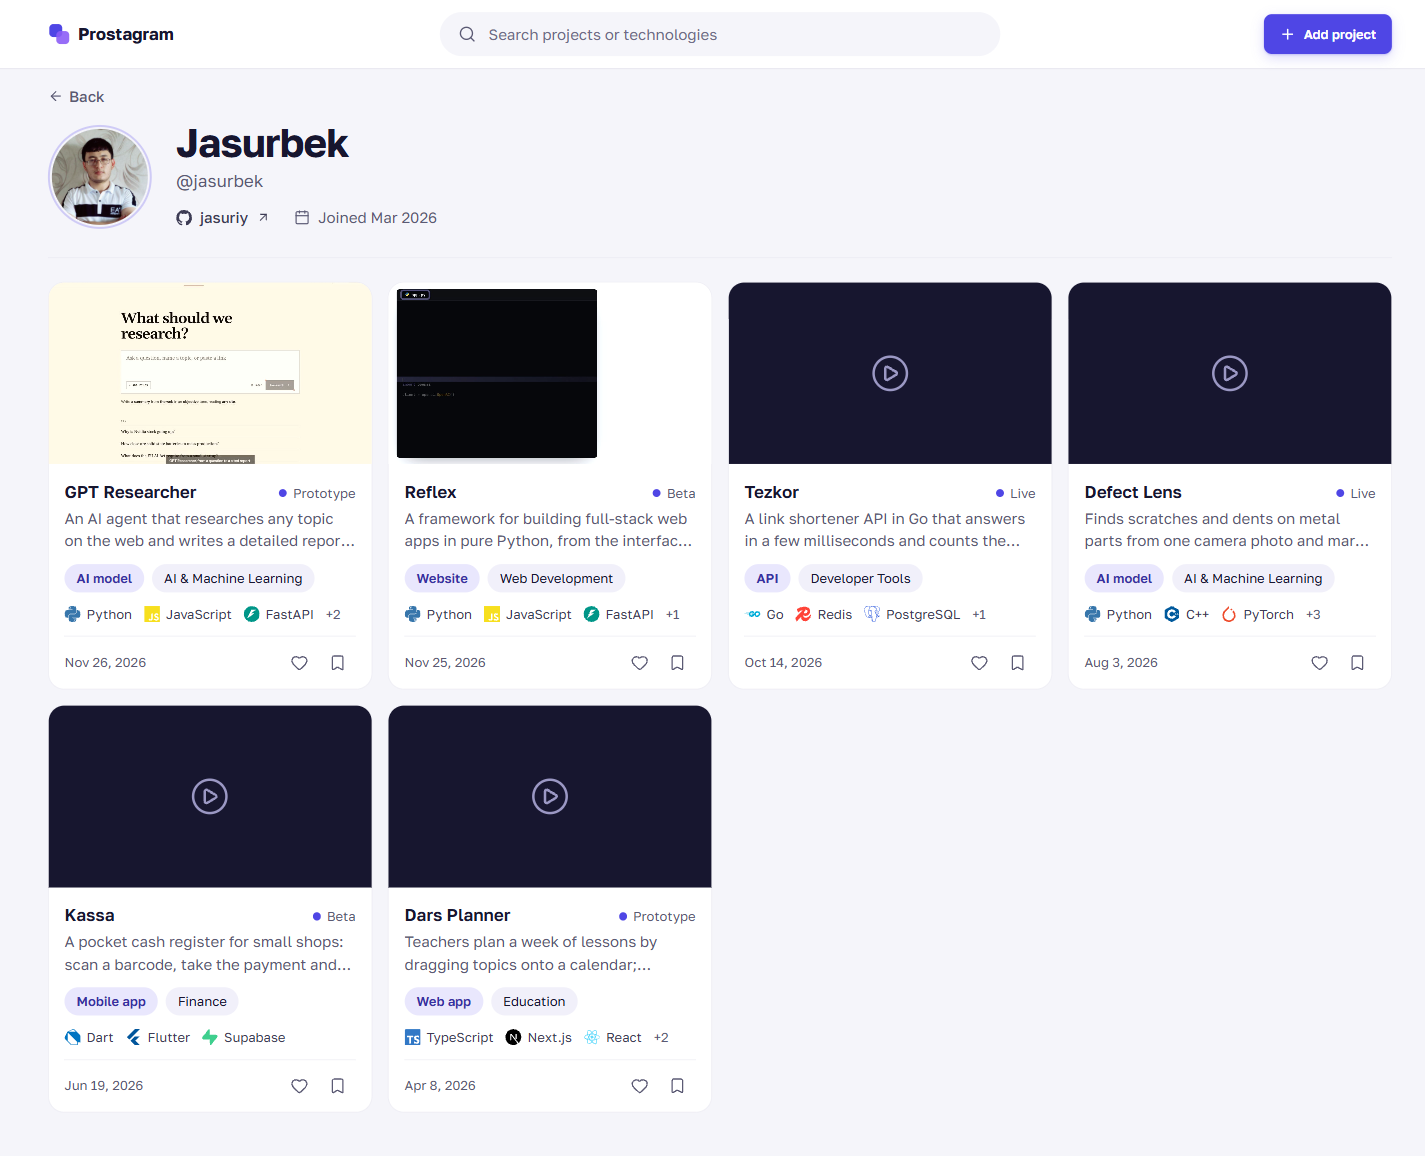 Prostagram
Search projects or technologies
Add project
Back
Jasurbek
@jasurbek
jasuriy
Joined Mar 2026
What should we
research?
Ask a question, name a topic, or paste a link
GPT Researcher
Prototype
An AI agent that researches any topic
on the web and writes a detailed repor...
AI model
AI & Machine Learning
Python
JavaScript
FastAPI
+2
Nov 26, 2026
Reflex
Beta
A framework for building full-stack web
apps in pure Python, from the interfac...
Website
Web Development
Python
JavaScript
FastAPI
+1
Nov 25, 2026
Tezkor
Live
A link shortener API in Go that answers
in a few milliseconds and counts the...
API
Developer Tools
Go
Redis
PostgreSQL
+1
Oct 14, 2026
Defect Lens
Live
Finds scratches and dents on metal
parts from one camera photo and mar...
AI model
AI & Machine Learning
Python
C++
PyTorch
+3
Aug 3, 2026
Kassa
Beta
A pocket cash register for small shops:
scan a barcode, take the payment and...
Mobile app
Finance
Dart
Flutter
Supabase
Jun 19, 2026
Dars Planner
Prototype
Teachers plan a week of lessons by
dragging topics onto a calendar;...
Web app
Education
TypeScript
Next.js
React
+2
Apr 8, 2026